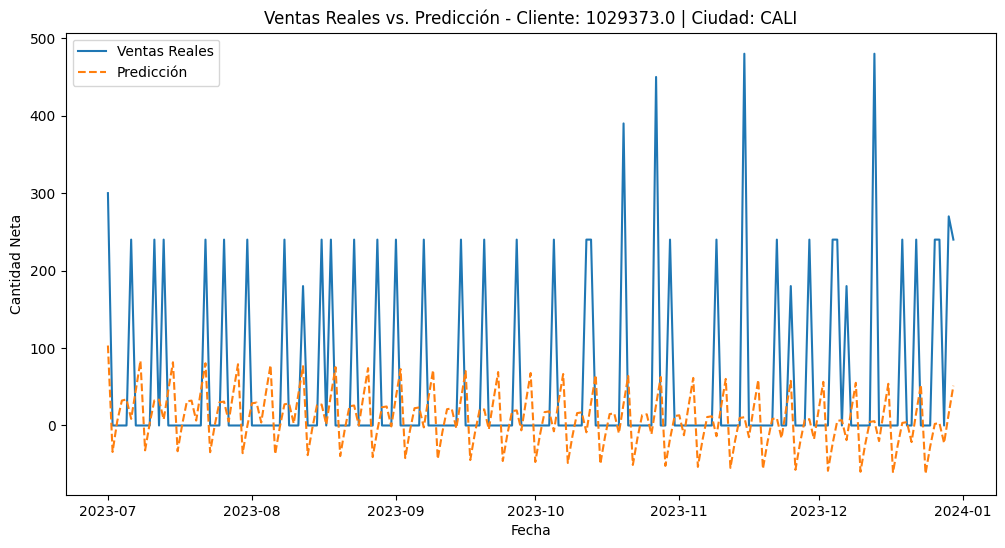 Ventas Reales vs. Predicción - Cliente: 1029373.0 | Ciudad: CALI
Ventas Reales
Predicción
Cantidad Neta
500
400
300
200
100
0
2023-07
2023-08
2023-09
2023-10
2023-11
2023-12
2024-01
Fecha